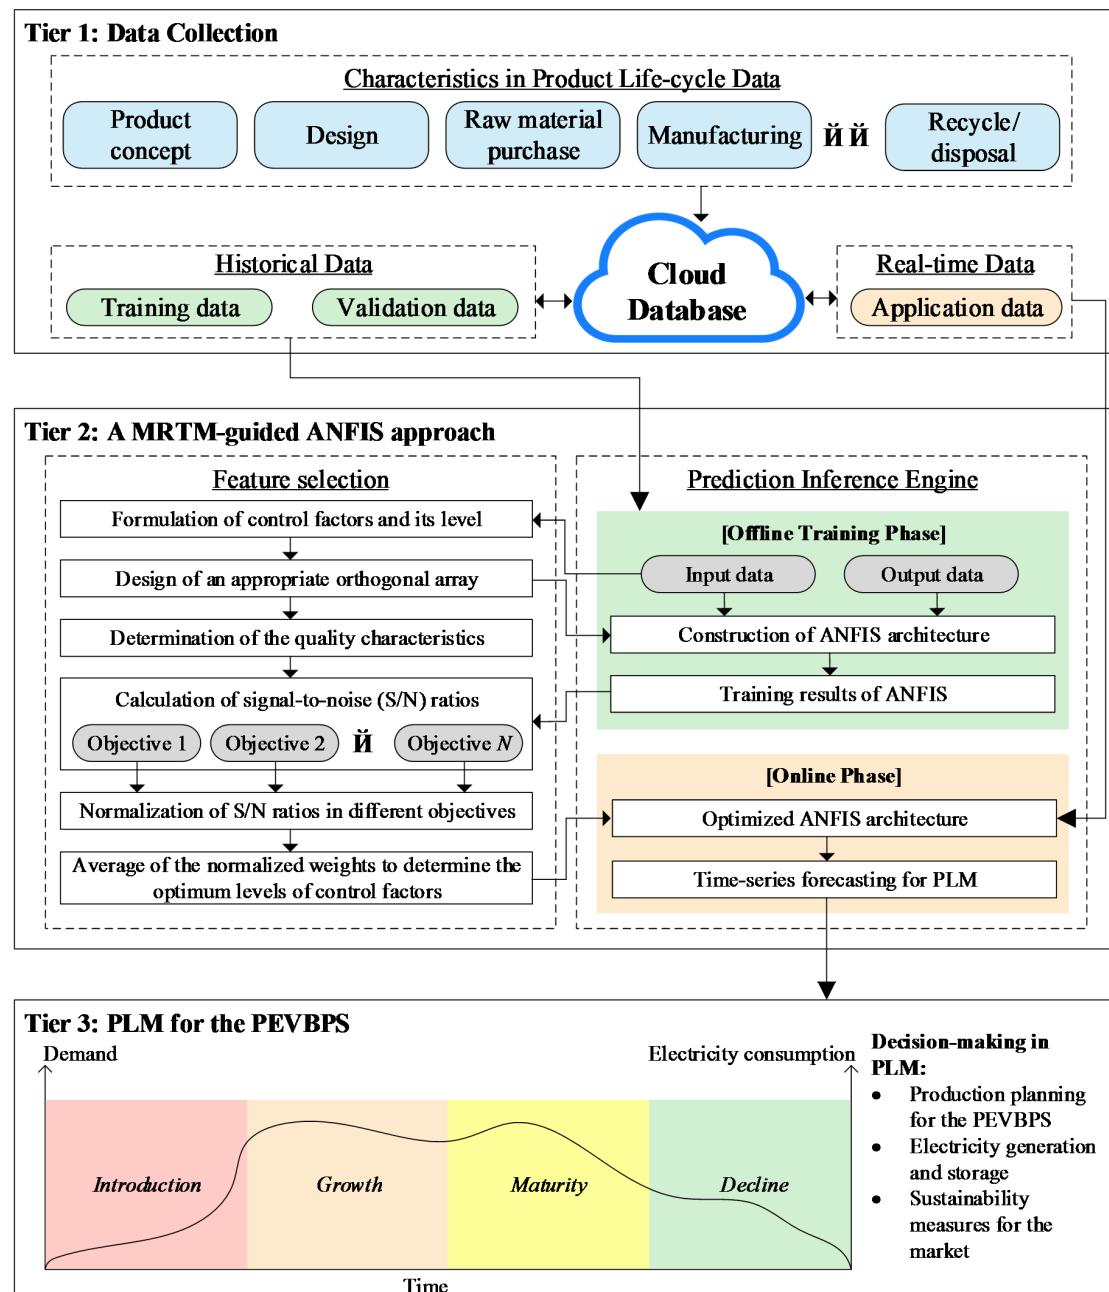 Tier 1: Data Collection
Characteristics in Product Life-cycle Data
Product
concept
Design
Raw material
purchase
Manufacturing
Й Й
Recycle/
disposal
Historical Data
Training data
Validation data
Cloud
Database
Real-time Data
Application data
Tier 2: A MRTM-guided ANFIS approach
Feature selection
Formulation of control factors and its level
Design of an appropriate orthogonal array
Determination of the quality characteristics
Calculation of signal-to-noise (S/N) ratios
Objective 1
Objective 2
Й
Objective N
Normalization of S/N ratios in different objectives
Average of the normalized weights to determine the
optimum levels of control factors
Prediction Inference Engine
[Offline Training Phase]
Input data
Output data
Construction of ANFIS architecture
Training results of ANFIS
[Online Phase]
Optimized ANFIS architecture
Time-series forecasting for PLM
Tier 3: PLM for the PEVBPS
Demand
Electricity consumption
Introduction
Growth
Maturity
Decline
Time
Decision-making in
PLM:
● Production planning
for the PEVBPS
● Electricity generation
and storage
● Sustainability
measures for the
market